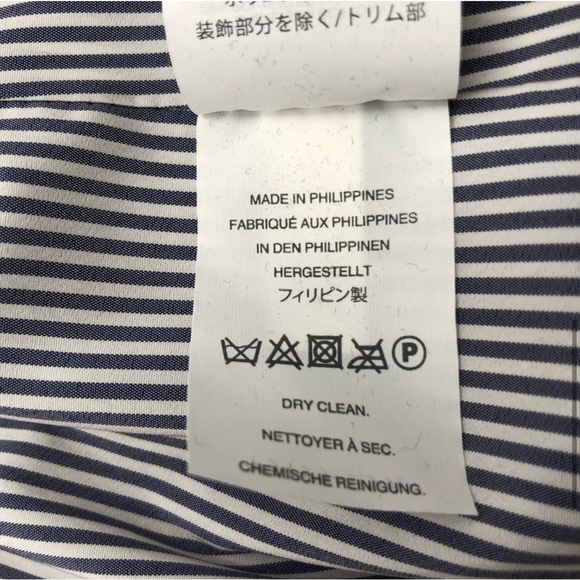 装飾部分を除く/トリム部
MADE IN PHILIPPINES
FABRIQUÉ AUX PHILIPPINES
IN DEN PHILIPPINEN
HERGESTELLT
フィリピン製
P
DRY CLEAN.
NETTOYER À SEC.
CHEMISCHE REINIGUNG.